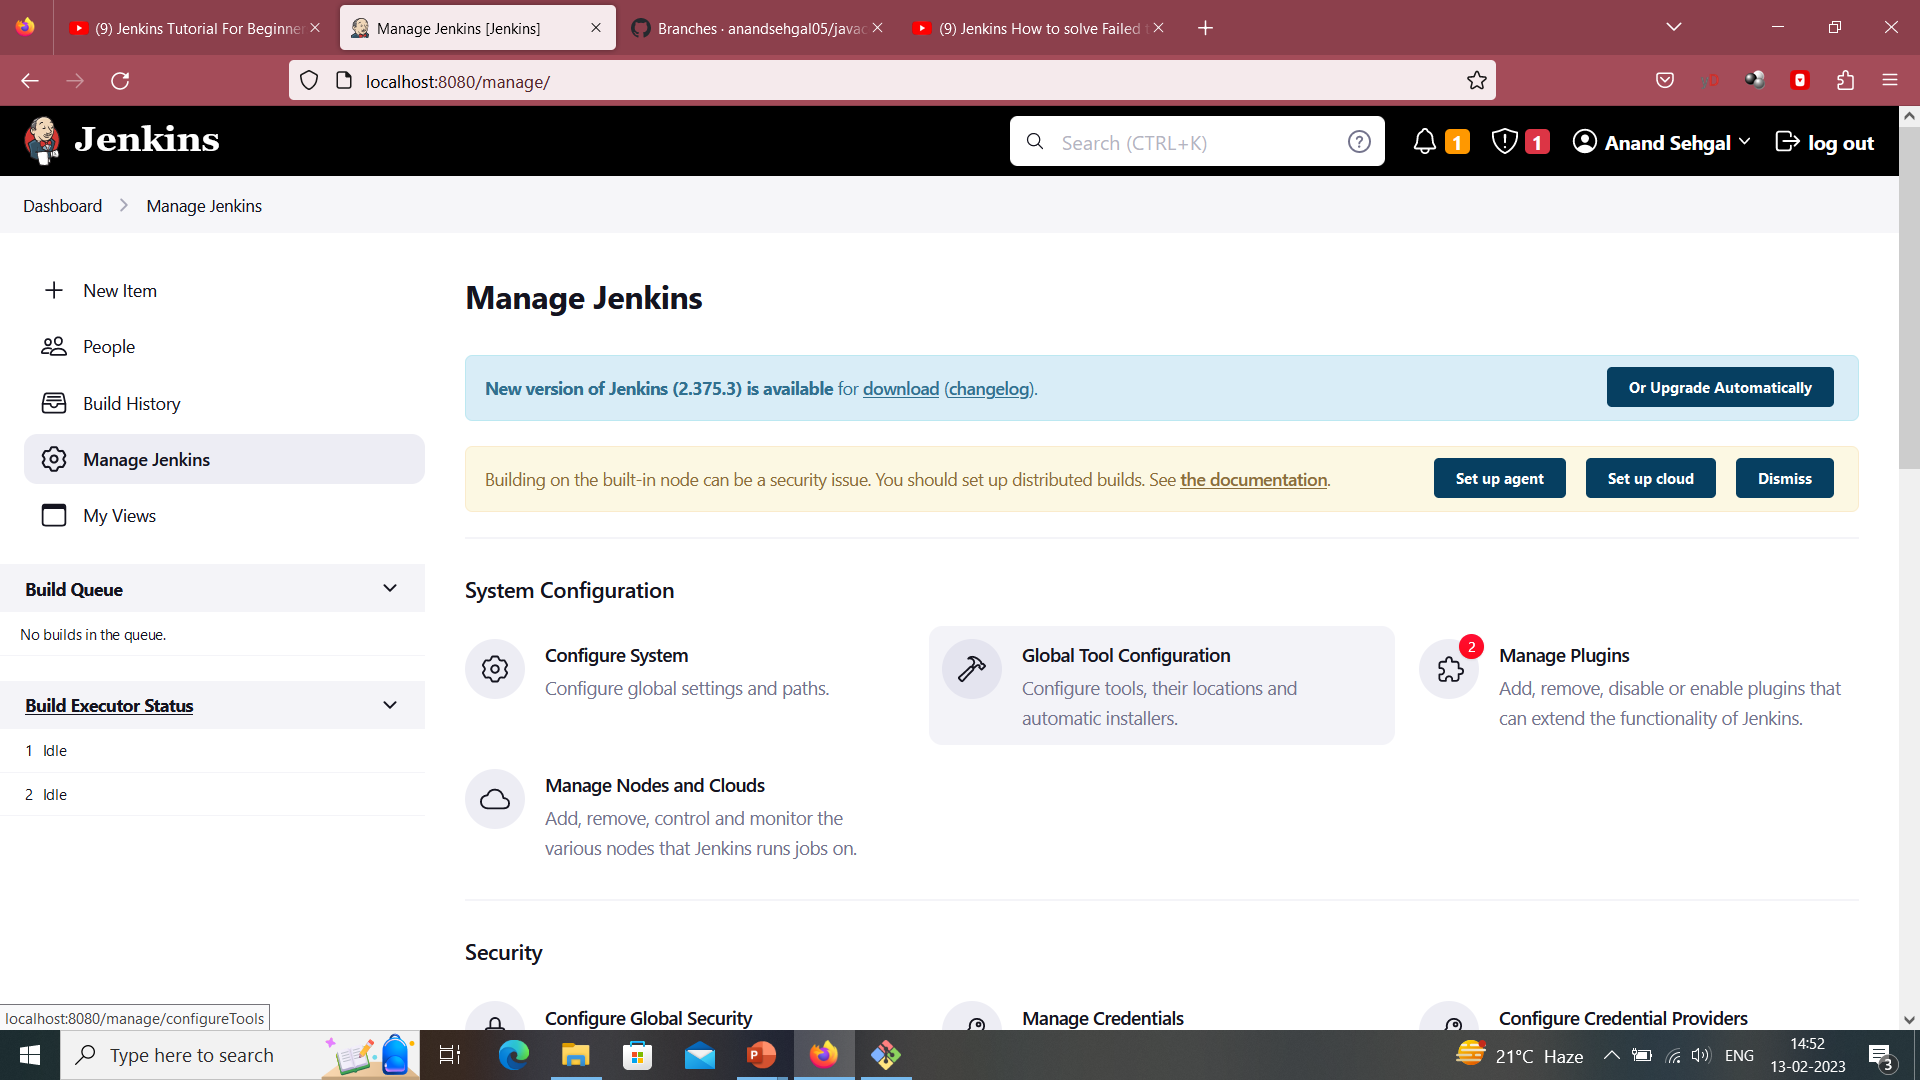 (9) Jenkins Tutorial For Beginner
Manage Jenkins [Jenkins]
Branches · anandsehgal05/javac
(9) Jenkins How to solve Failed t
localhost:8080/manage/
Jenkins
Search (CTRL+K)
1
1
Anand Sehgal
log out
Dashboard
Manage Jenkins
New Item
People
Build History
Manage Jenkins
My Views
Build Queue
No builds in the queue.
Build Executor Status
1 Idle
2 Idle
Manage Jenkins
New version of Jenkins (2.375.3) is available for download (changelog).
Or Upgrade Automatically
Building on the built-in node can be a security issue. You should set up distributed builds. See the documentation.
Set up agent
Set up cloud
Dismiss
System Configuration
Configure System
Configure global settings and paths.
Global Tool Configuration
Configure tools, their locations and
automatic installers.
2
Manage Plugins
Add, remove, disable or enable plugins that
can extend the functionality of Jenkins.
Manage Nodes and Clouds
Add, remove, control and monitor the
various nodes that Jenkins runs jobs on.
Security
Configure Global Security
Manage Credentials
Configure Credential Providers
localhost:8080/manage/configureTools
Type here to search
21°C Haze
ENG
14:52
13-02-2023
3